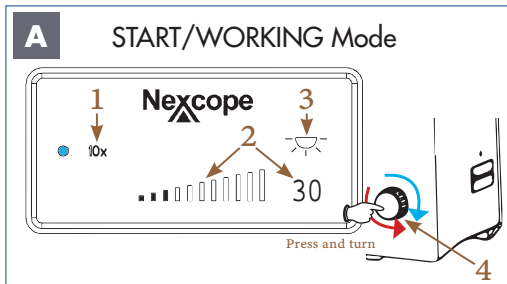 A START/WORKING Mode
1 Nexcope 3
2
10x
30
Press and turn
4